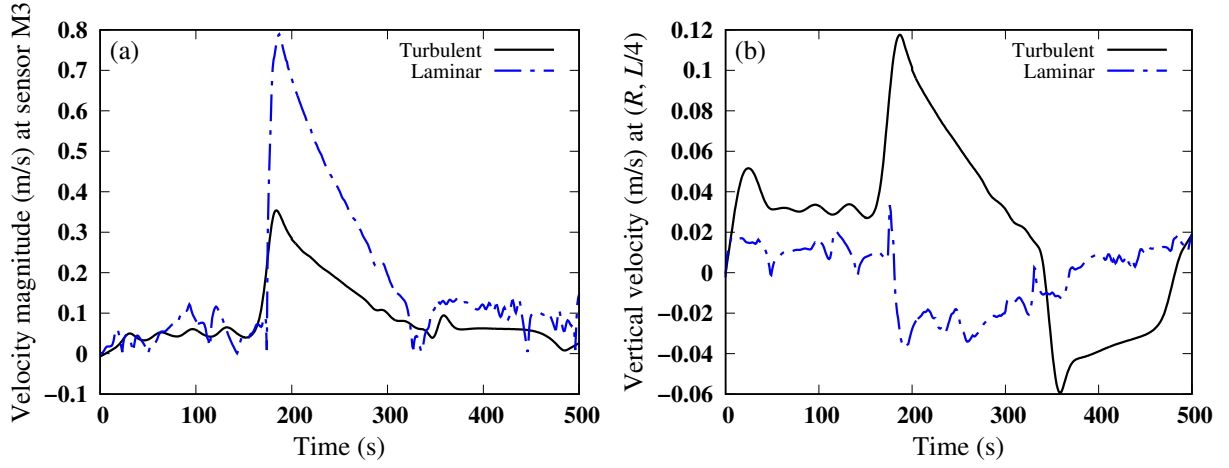 Velocity magnitude (m/s) at sensor M3
(a)
Turbulent
Laminar
0.8
0.7
0.6
0.5
0.4
0.3
0.2
0.1
0
−0.1
0 100 200 300 400 500
Time (s)
Vertical velocity (m/s) at (R, L/4)
(b)
Turbulent
Laminar
0.12
0.1
0.08
0.06
0.04
0.02
0
−0.02
−0.04
−0.06
0 100 200 300 400 500
Time (s)